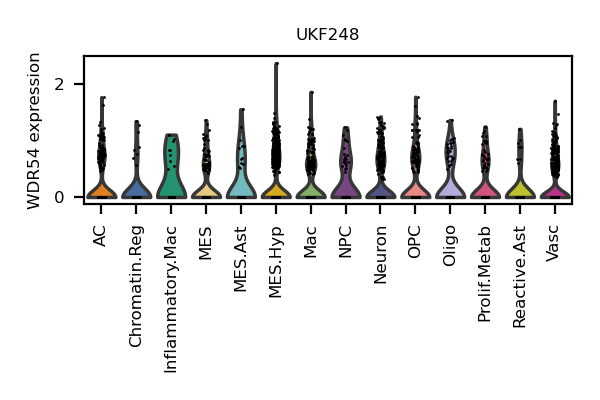 UKF248
WDR54 expression
2
0
AC
Chromatin.Reg
Inflammatory.Mac
MES
MES.Ast
MES.Hyp
Mac
NPC
Neuron
OPC
Oligo
Prolif.Metab
Reactive.Ast
Vasc